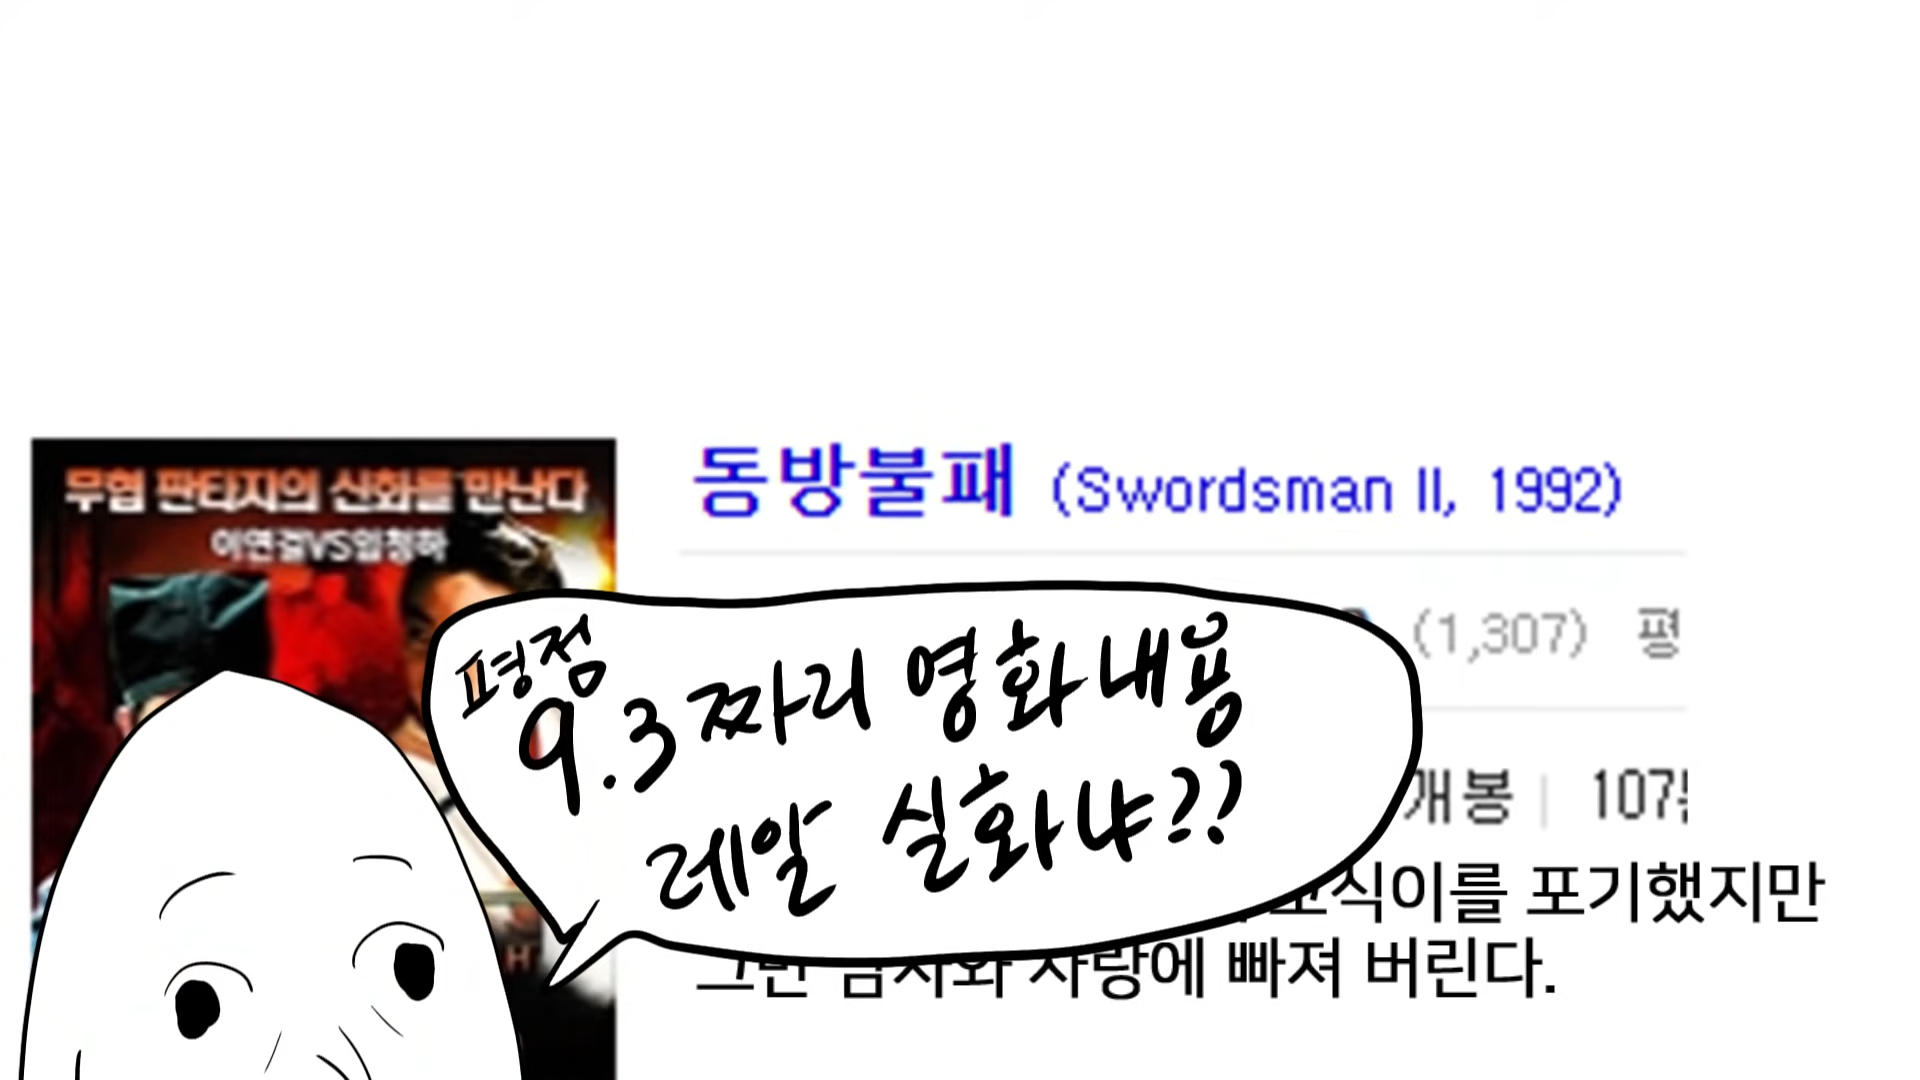 무협 판타지의 신화를 만난다
이연걸VS임청하
동방불패 (Swordsman II, 1992)
(1,307) 평
평점
9.3짜리 영화내용
레알 실화냐??
개봉 107
포기했지만
사랑에 빠져 버린다.